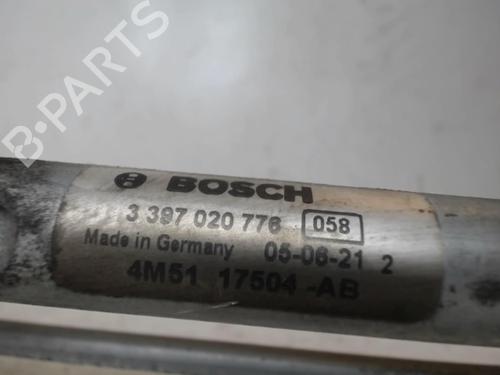 B-PARTS
BOSCH
3 397 020 776 058
Made in Germany 05-06-21 2
4M51 17504-AB